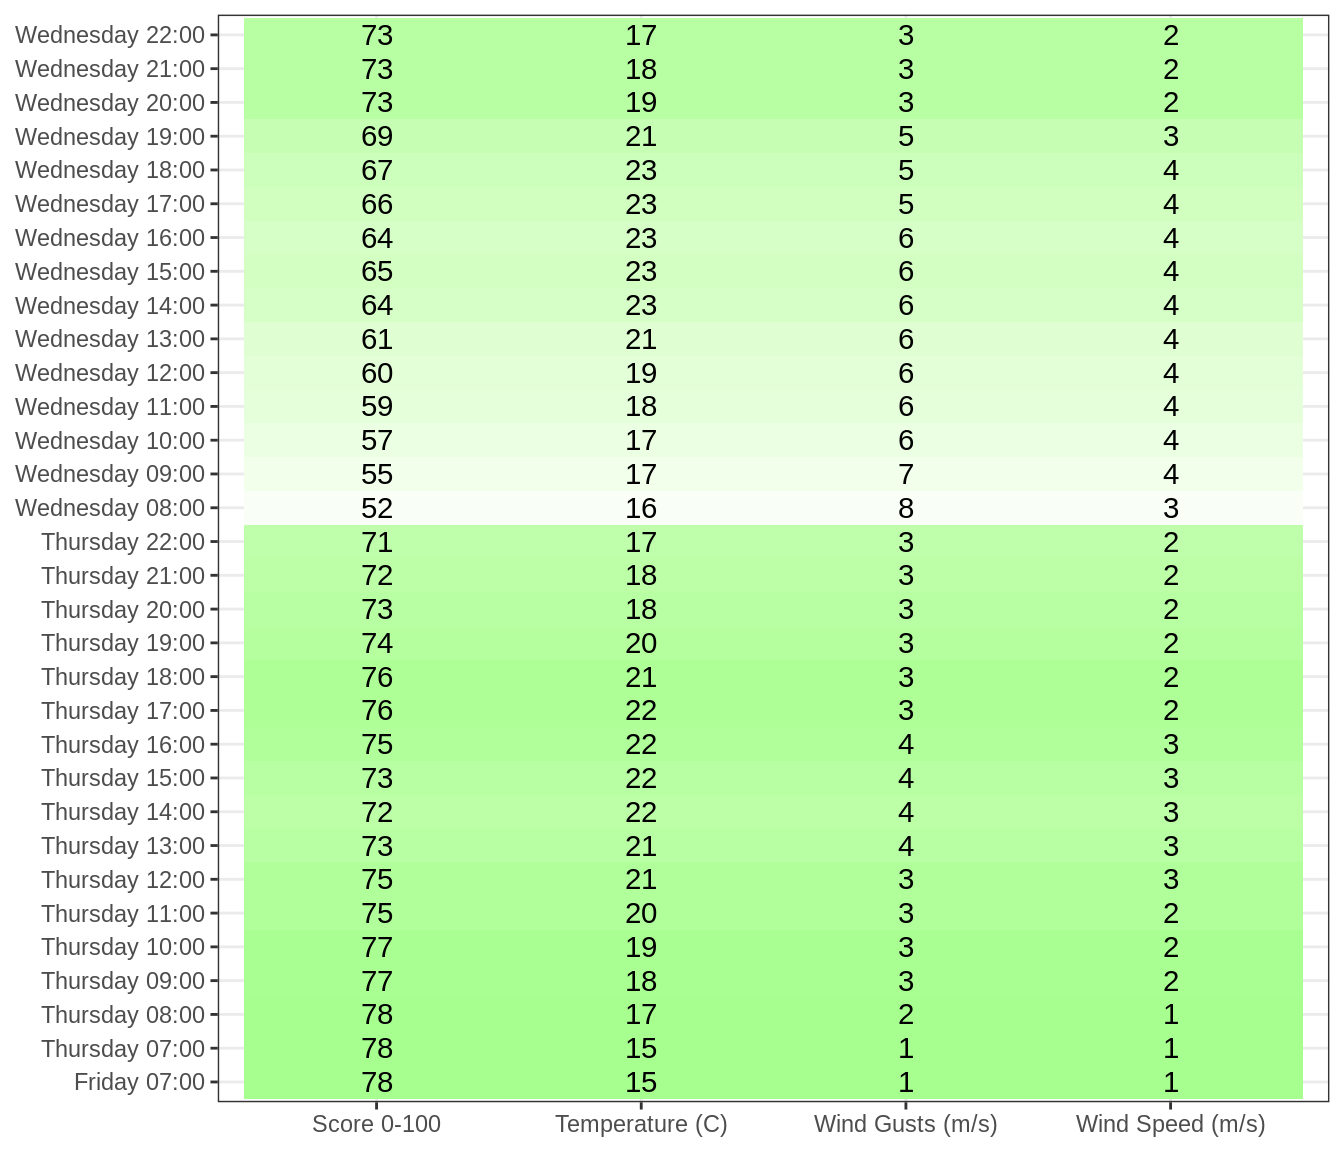 Wednesday 22:00 73 17 3 2
Wednesday 21:00 73 18 3 2
Wednesday 20:00 73 19 3 2
Wednesday 19:00 69 21 5 3
Wednesday 18:00 67 23 5 4
Wednesday 17:00 66 23 5 4
Wednesday 16:00 64 23 6 4
Wednesday 15:00 65 23 6 4
Wednesday 14:00 64 23 6 4
Wednesday 13:00 61 21 6 4
Wednesday 12:00 60 19 6 4
Wednesday 11:00 59 18 6 4
Wednesday 10:00 57 17 6 4
Wednesday 09:00 55 17 7 4
Wednesday 08:00 52 16 8 3
Thursday 22:00 71 17 3 2
Thursday 21:00 72 18 3 2
Thursday 20:00 73 18 3 2
Thursday 19:00 74 20 3 2
Thursday 18:00 76 21 3 2
Thursday 17:00 76 22 3 2
Thursday 16:00 75 22 4 3
Thursday 15:00 73 22 4 3
Thursday 14:00 72 22 4 3
Thursday 13:00 73 21 4 3
Thursday 12:00 75 21 3 3
Thursday 11:00 75 20 3 2
Thursday 10:00 77 19 3 2
Thursday 09:00 77 18 3 2
Thursday 08:00 78 17 2 1
Thursday 07:00 78 15 1 1
Friday 07:00 78 15 1 1
Score 0-100 Temperature (C) Wind Gusts (m/s) Wind Speed (m/s)